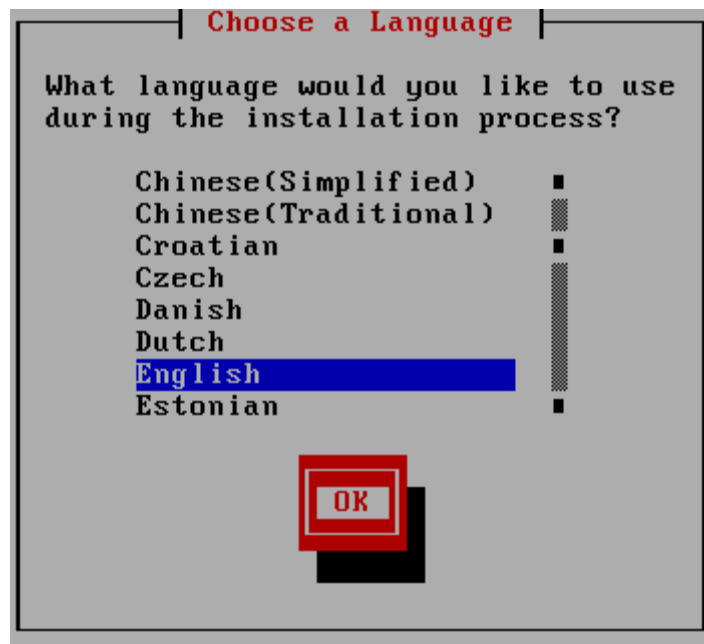 Choose a Language
What language would you like to use
during the installation process?
Chinese(Simplified)
Chinese(Traditional)
Croatian
Czech
Danish
Dutch
English
Estonian
OK